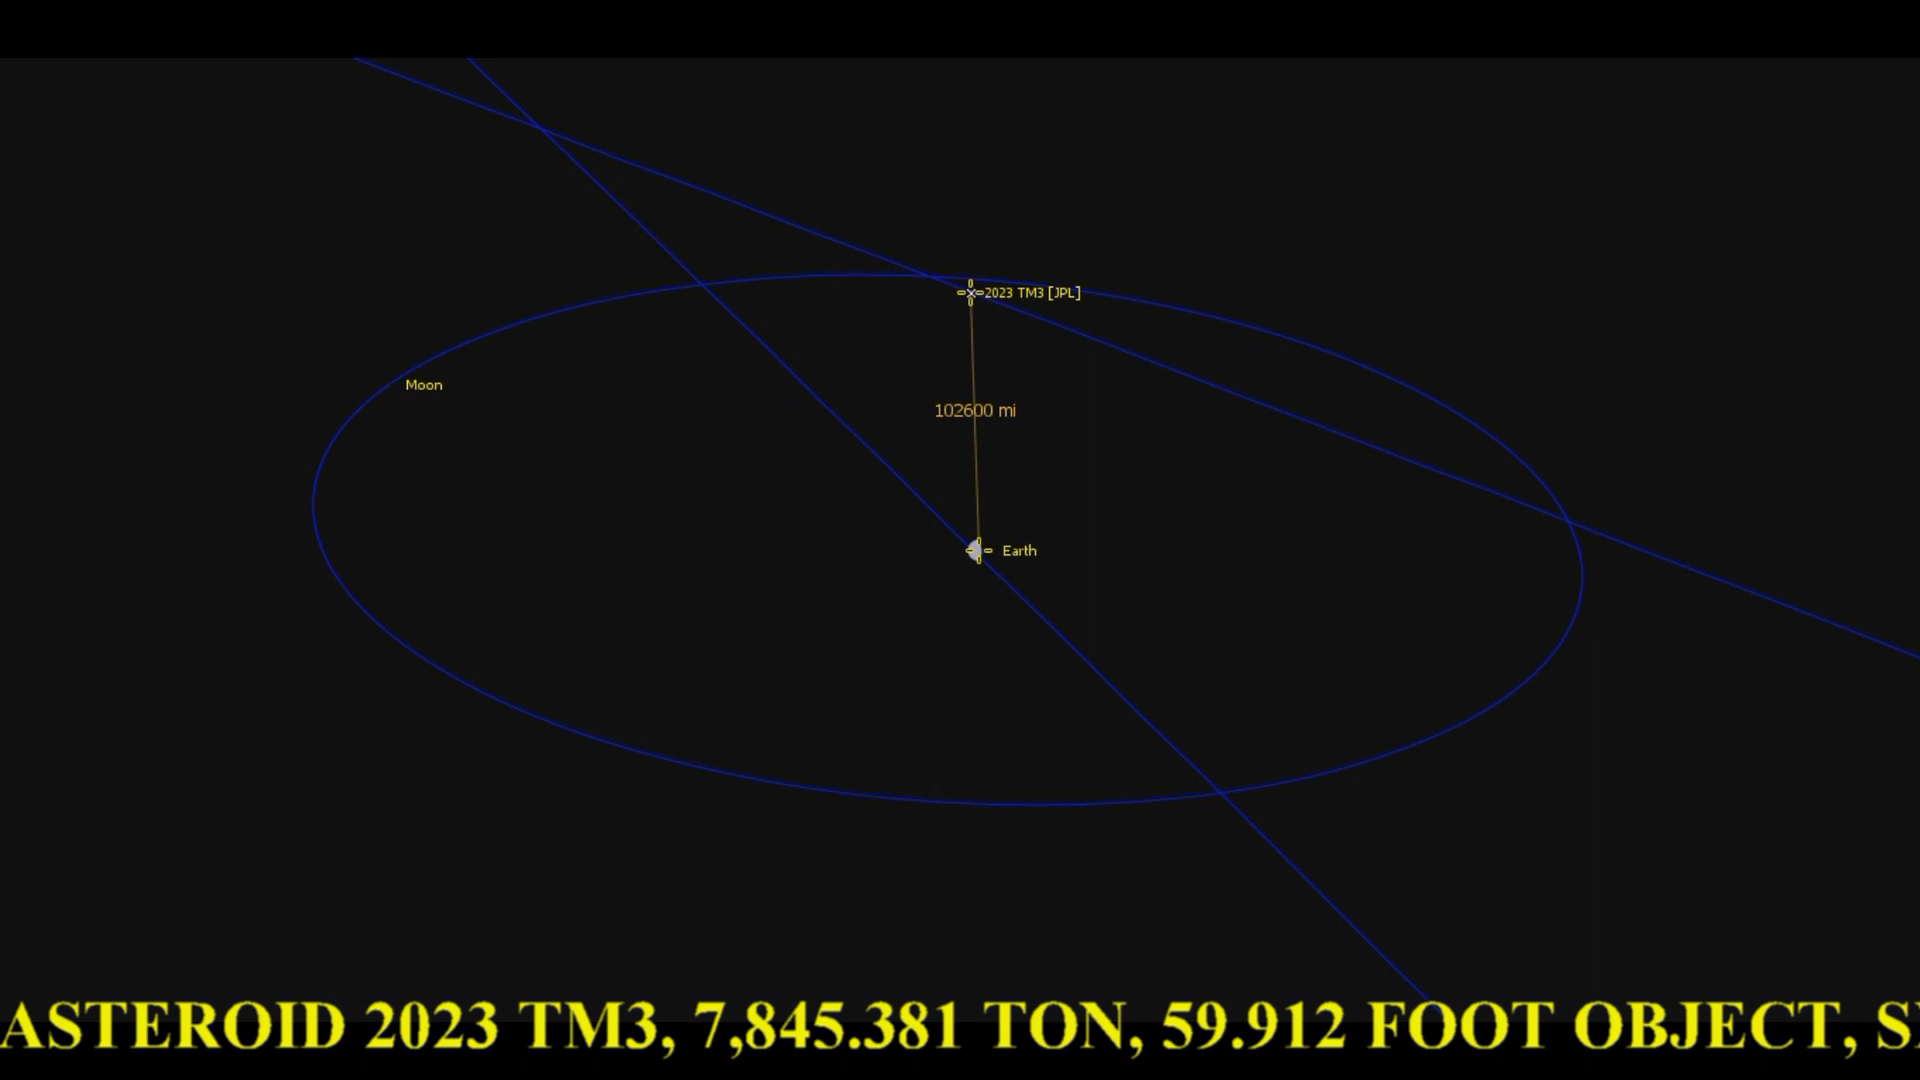 2023 TM3 [JPL]
Moon
102600 mi
Earth
ASTEROID 2023 TM3, 7,845.381 TON, 59.912 FOOT OBJECT,